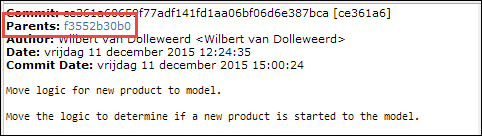 Commit: ce361a60659f77adf141fd1aa06bf06d6e387bca [ce361a6]
Parents: f3552b30b0
Author: Wilbert van Dolleweerd <Wilbert van Dolleweerd>
Date: vrijdag 11 december 2015 12:24:35
Commit Date: vrijdag 11 december 2015 15:00:24
Move logic for new product to model.
Move the logic to determine if a new product is started to the model.